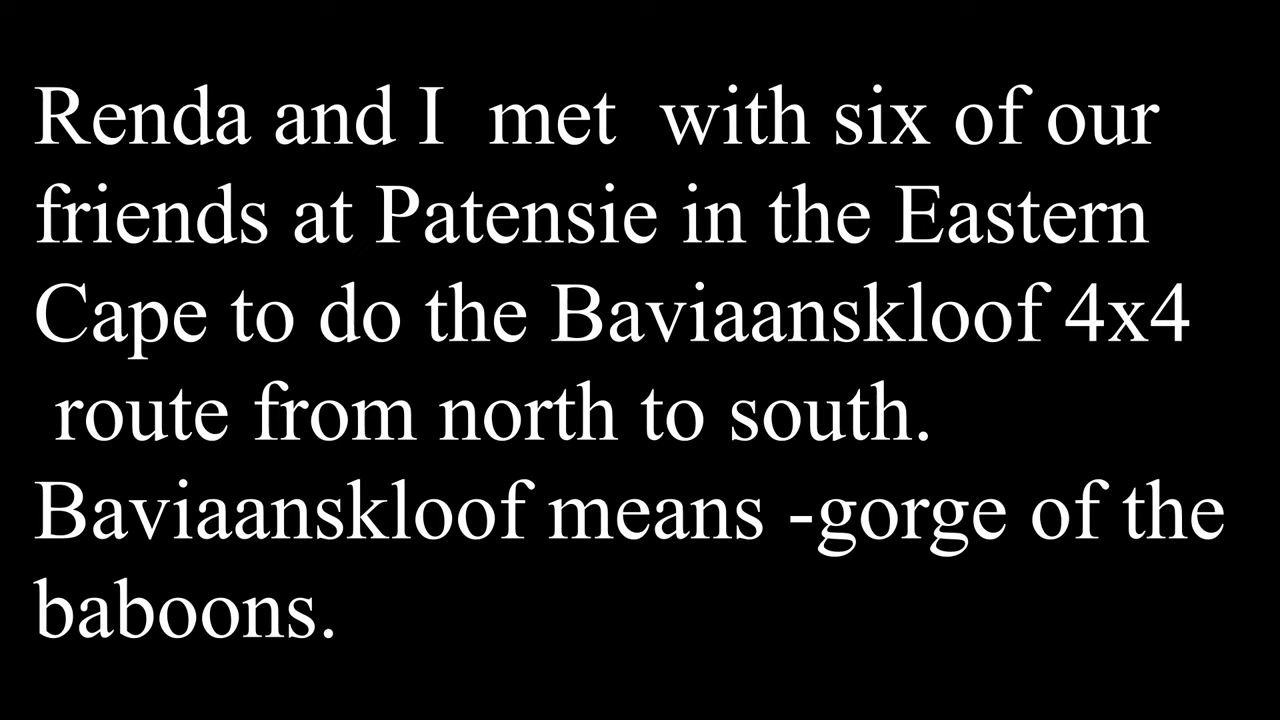 Renda and I  met  with six of our
friends at Patensie in the Eastern
Cape to do the Baviaanskloof 4x4
 route from north to south.
Baviaanskloof means -gorge of the
baboons.